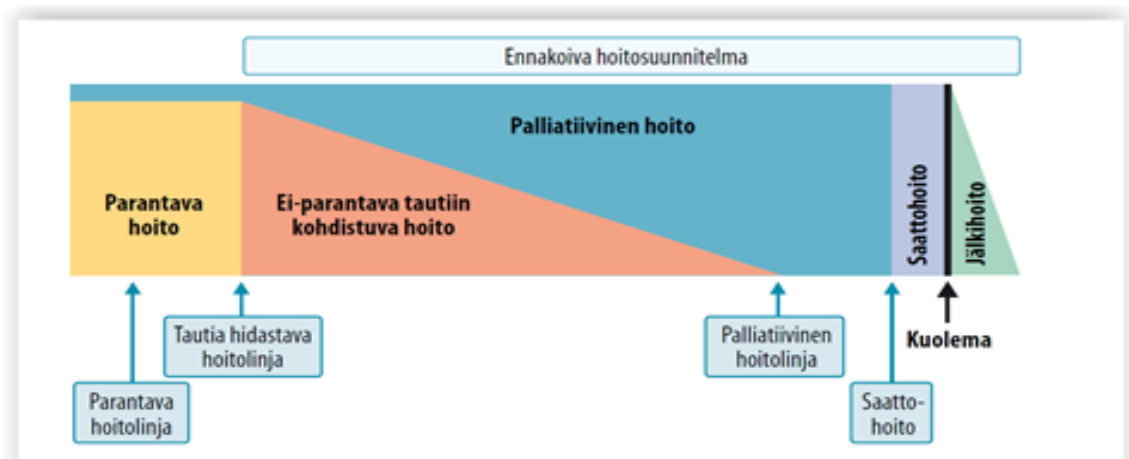 Ennakoiva hoitosuunnitelma
Palliatiivinen hoito
Parantava
hoito
Ei-parantava tautiin
kohdistuva hoito
Saattohoito
Jälkihoito
Tautia hidastava
hoitolinja
Palliatiivinen
hoitolinja
Kuolema
Parantava
hoitolinja
Saatto-
hoito